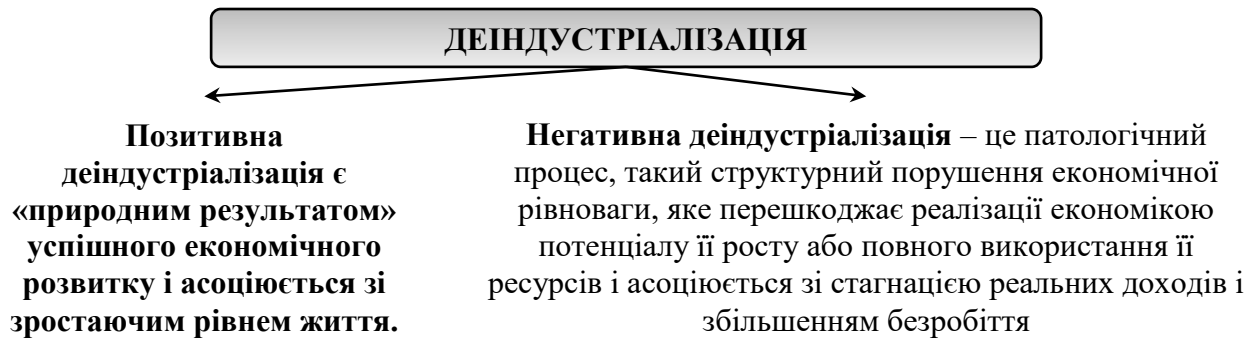 ДЕІНДУСТРІАЛІЗАЦІЯ
Позитивна
деіндустріалізація є
«природним результатом»
успішного економічного
розвитку і асоціюється зі
зростаючим рівнем життя.
Негативна деіндустріалізація – це патологічний
процес, такий структурний порушення економічної
рівноваги, яке перешкоджає реалізації економікою
потенціалу її росту або повного використання її
ресурсів і асоціюється зі стагнацією реальних доходів і
збільшенням безробіття